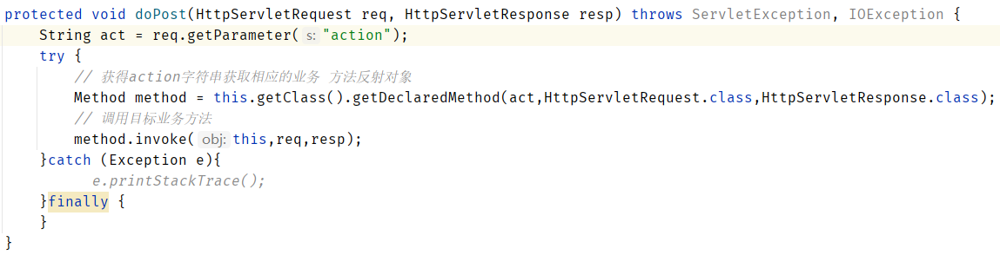 protected void doPost(HttpServletRequest req, HttpServletResponse resp) throws ServletException, IOException {
    String act = req.getParameter( s: "action");
    try {
        // 获得action字符串获取相应的业务 方法反射对象
        Method method = this.getClass().getDeclaredMethod(act,HttpServletRequest.class,HttpServletResponse.class);
        // 调用目标业务方法
        method.invoke( obj: this,req,resp);
    }catch (Exception e){
          e.printStackTrace();
    }finally {
    }
}